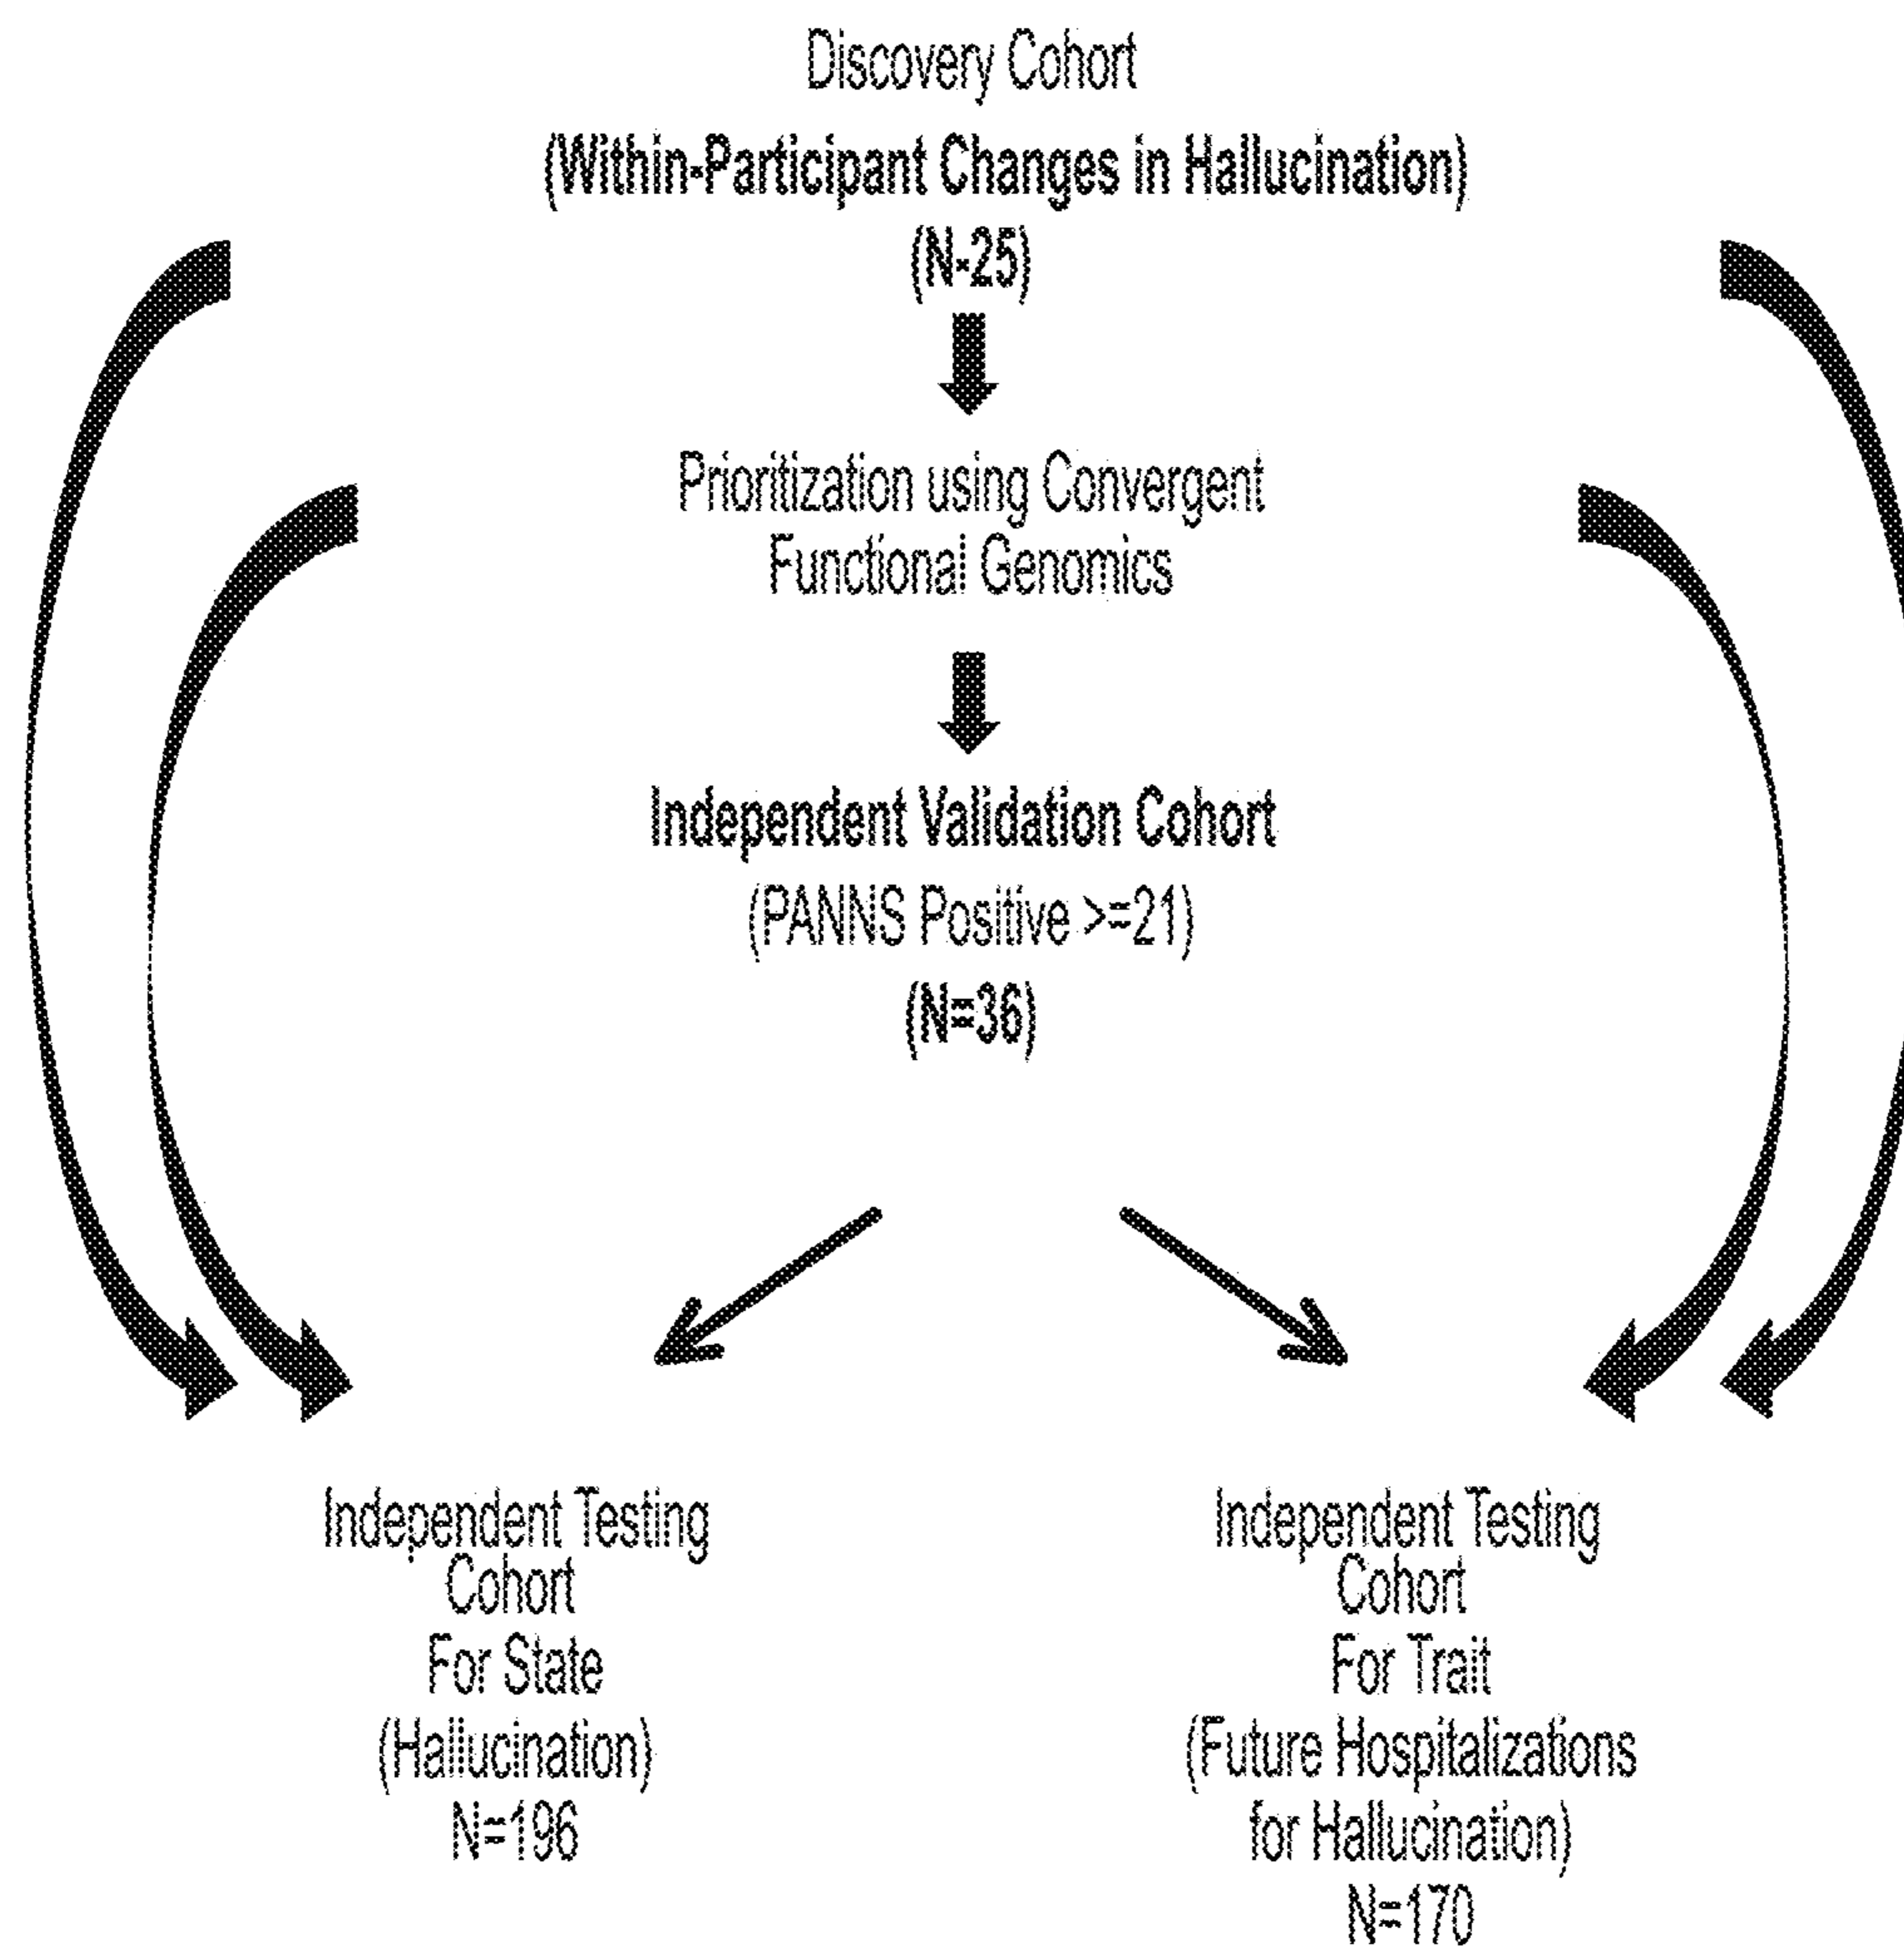 Discovery Cohort
(Within-Participant Changes in Hallucination)
(N-25)
Prioritization using Convergent
Functional Genomics
Independent Validation Cohort
(PANNS Positive >=21)
(N=36)
Independent Testing
Cohort
For State
(Hallucination)
N=196
Independent Testing
Cohort
For Trait
(Future Hospitalizations
for Hallucination)
N=170